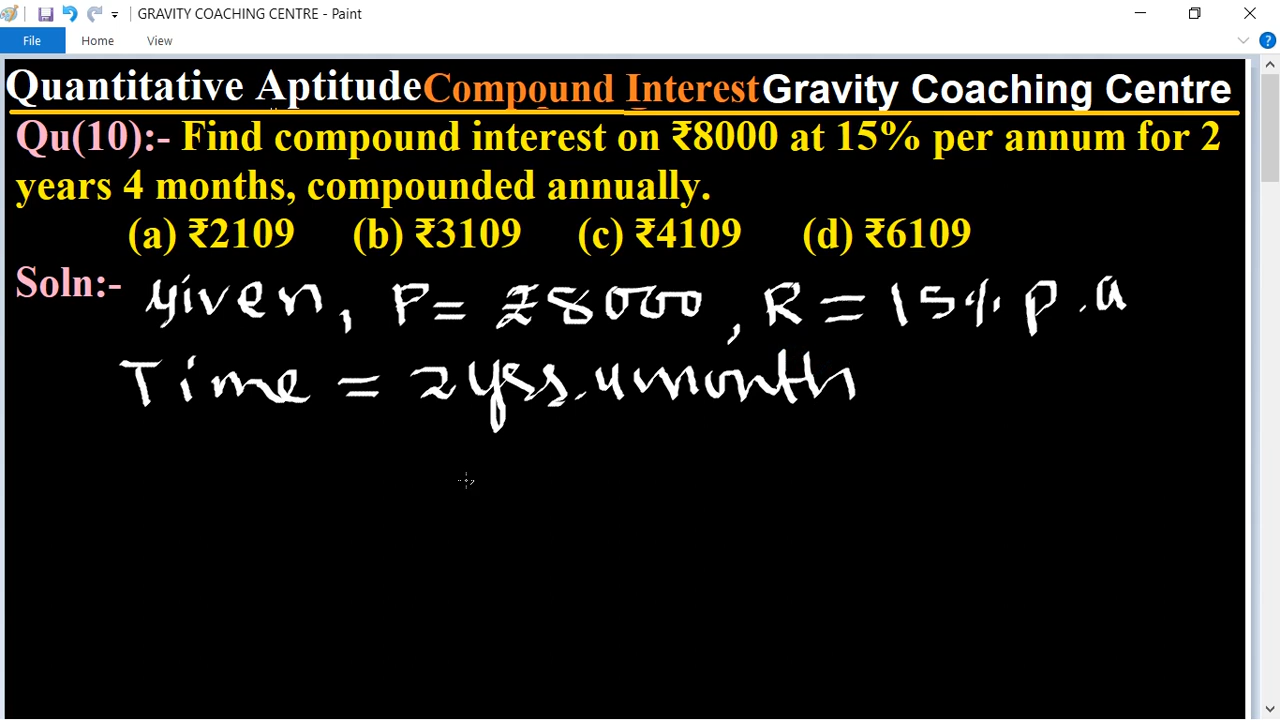 GRAVITY COACHING CENTRE - Paint
File Home View
Quantitative Aptitude Compound Interest Gravity Coaching Centre
Qu(10):- Find compound interest on ₹8000 at 15% per annum for 2
years 4 months, compounded annually.
(a) ₹2109 (b) ₹3109 (c) ₹4109 (d) ₹6109
Soln:- Given, P = ₹8000, R = 15% p.a
Time = 2yrs. 4month